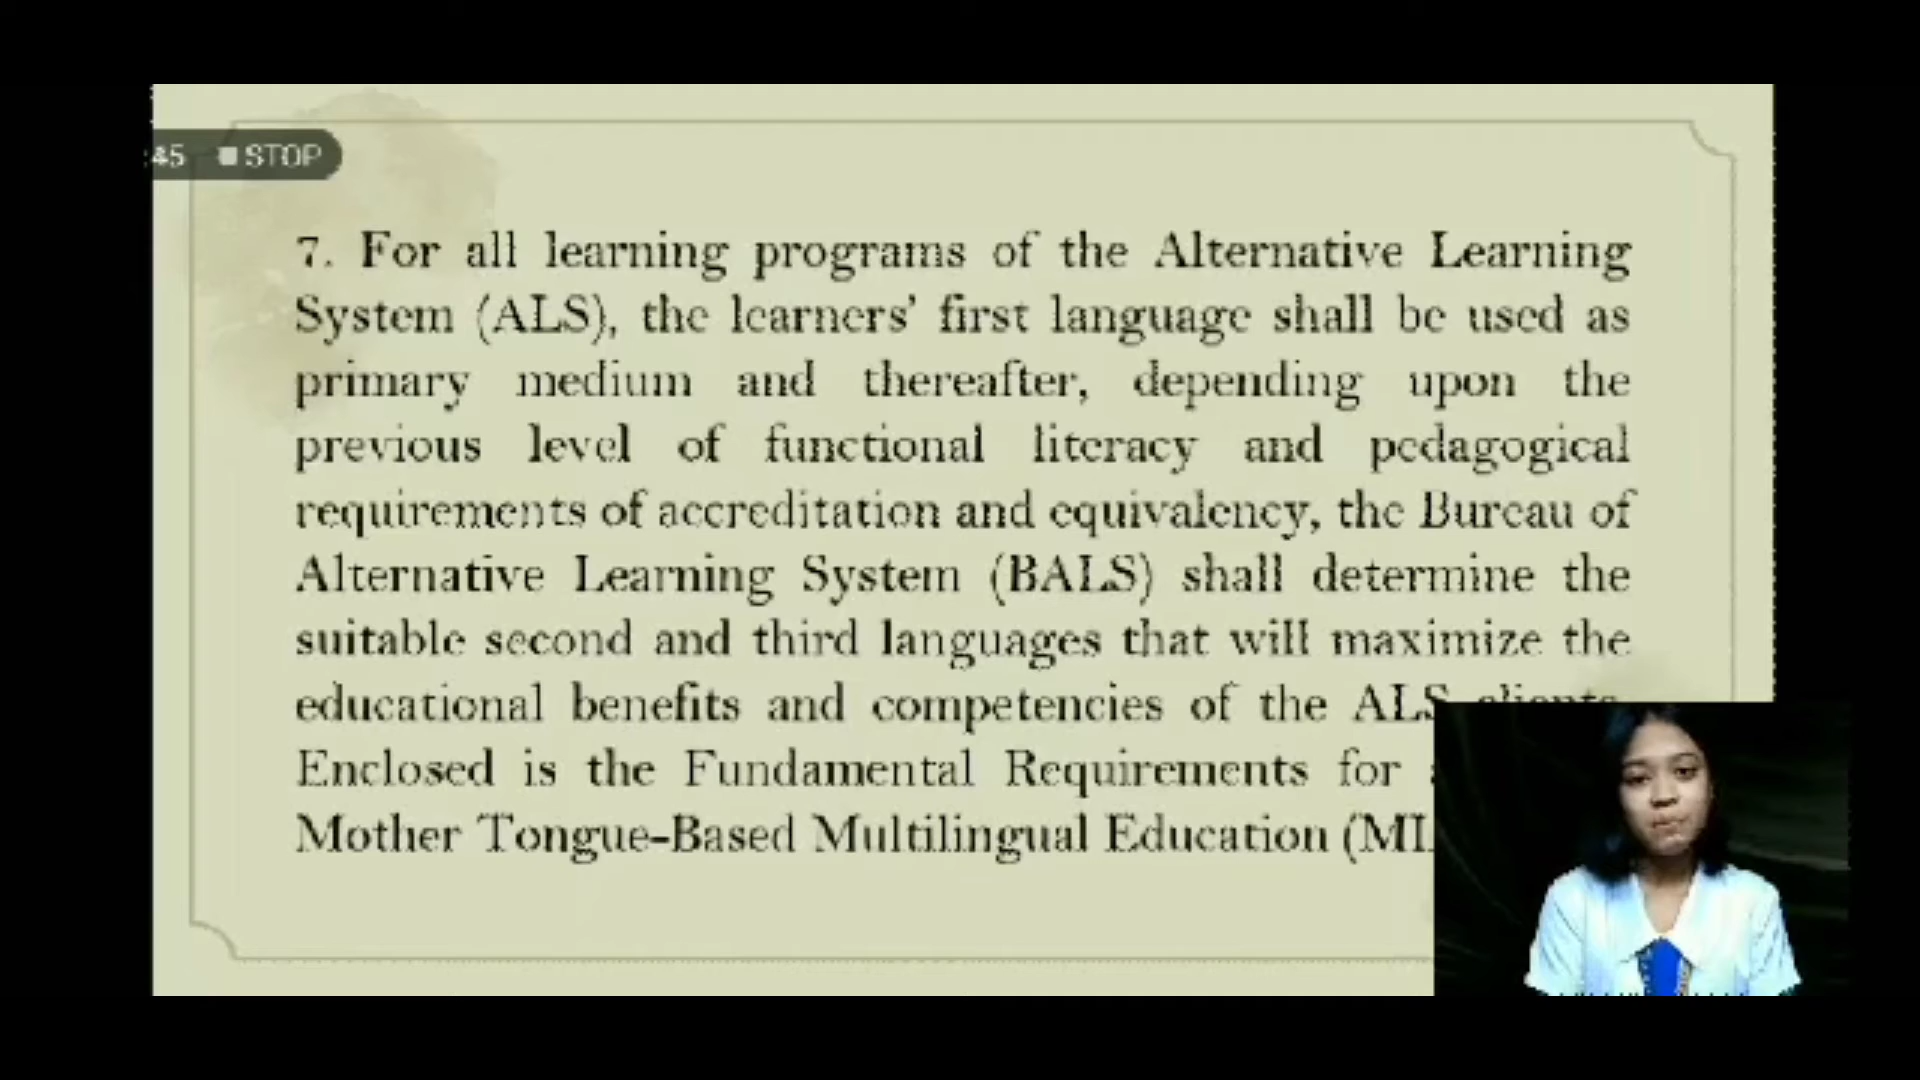 :45 STOP
7. For all learning programs of the Alternative Learning
System (ALS), the learners' first language shall be used as
primary medium and thereafter, depending upon the
previous level of functional literacy and pedagogical
requirements of accreditation and equivalency, the Bureau of
Alternative Learning System (BALS) shall determine the
suitable second and third languages that will maximize the
educational benefits and competencies of the ALS clients.
Enclosed is the Fundamental Requirements for
Mother Tongue-Based Multilingual Education (ML